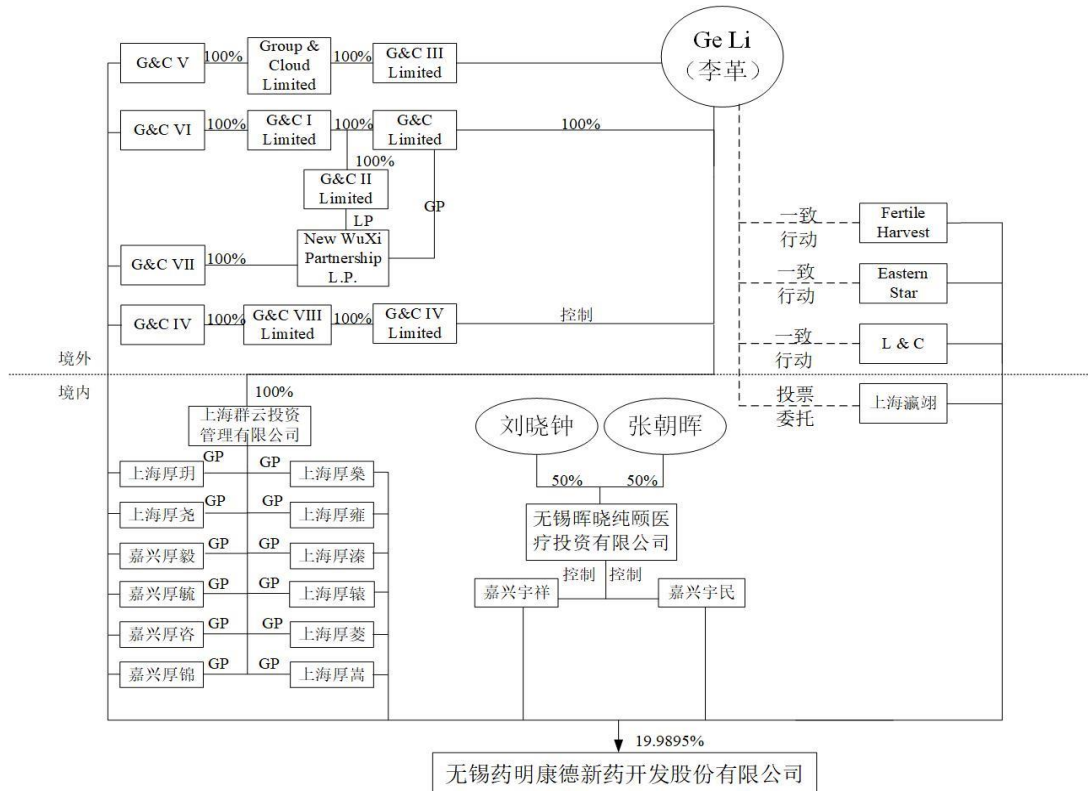 Ge Li
（李革）
G&C V
100%
Group &
Cloud
Limited
100%
G&C III
Limited
G&C VI
100%
G&C I
Limited
100%
G&C
Limited
100%
100%
G&C II
Limited
GP
LP
New WuXi
Partnership
L.P.
G&C VII
100%
G&C IV
100%
G&C VIII
Limited
100%
G&C IV
Limited
控制
一致
行动
Fertile
Harvest
一致
行动
Eastern
Star
一致
行动
L & C
境外
境内
投票
委托
上海瀛翊
100%
上海群云投资
管理有限公司
刘晓钟
张朝晖
50%
50%
无锡晖晓纯颐医
疗投资有限公司
控制
控制
嘉兴宇祥
嘉兴宇民
上海厚玥
GP
GP
上海厚燊
上海厚尧
GP
GP
上海厚雍
嘉兴厚毅
GP
GP
上海厚溱
嘉兴厚毓
GP
GP
上海厚辕
嘉兴厚咨
GP
GP
上海厚菱
嘉兴厚锦
GP
GP
上海厚嵩
19.9895%
无锡药明康德新药开发股份有限公司